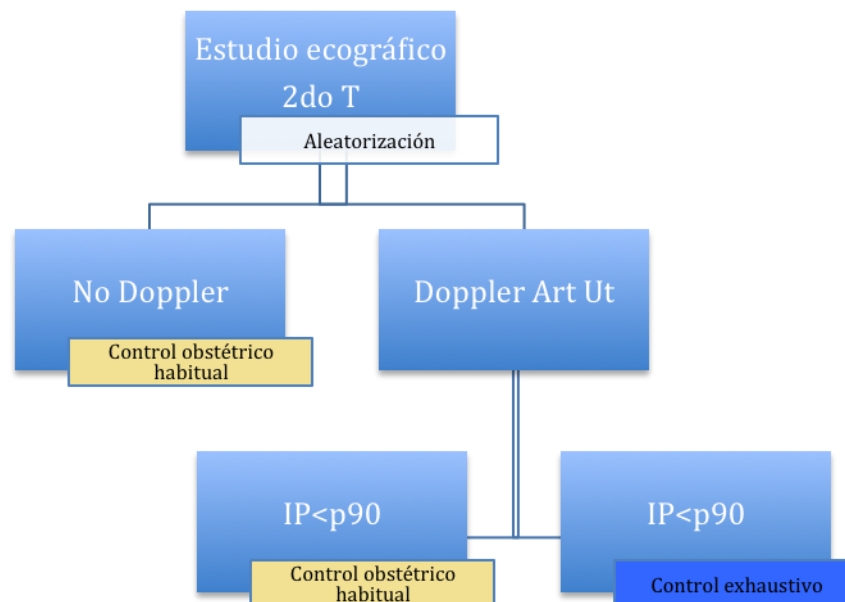 Estudio ecográfico
2do T
Aleatorización
No Doppler
Control obstétrico
habitual
Doppler Art Ut
IP<p90
Control obstétrico
habitual
IP<p90
Control exhaustivo